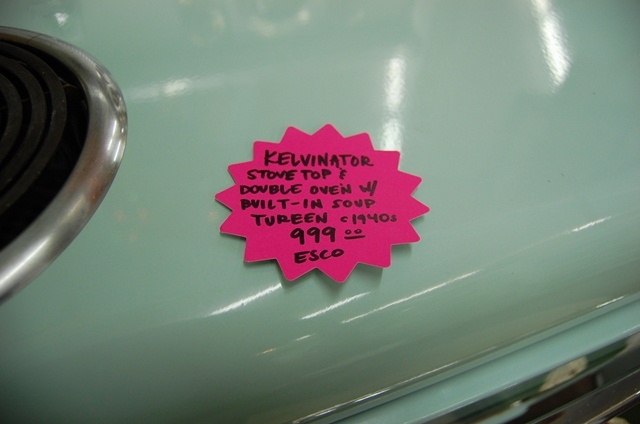 KELVINATOR
STOVE TOP &
DOUBLE OVEN W/
BUILT-IN SOUP
TUREEN c1940s
999 00
ESCO